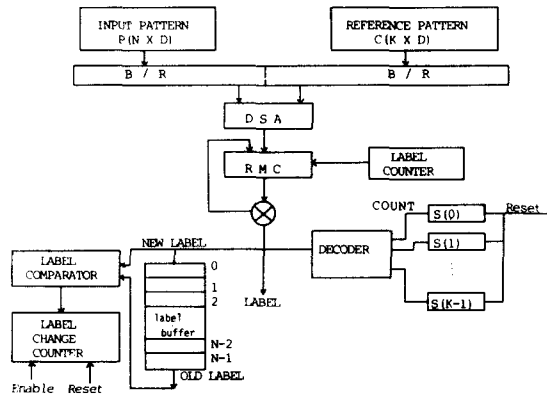 INPUT PATTERN
P(N X D)
REFERENCE PATTERN
C(K X D)
B / R
B / R
D S A
R M C
LABEL
COUNTER
COUNT
S(0)
Reset
S(1)
S(K-1)
DECODER
NEW LABEL
LABEL
COMPARATOR
0
1
2
label
buffer
N-2
N-1
LABEL
LABEL
CHANGE
COUNTER
OLD LABEL
Enable
Reset